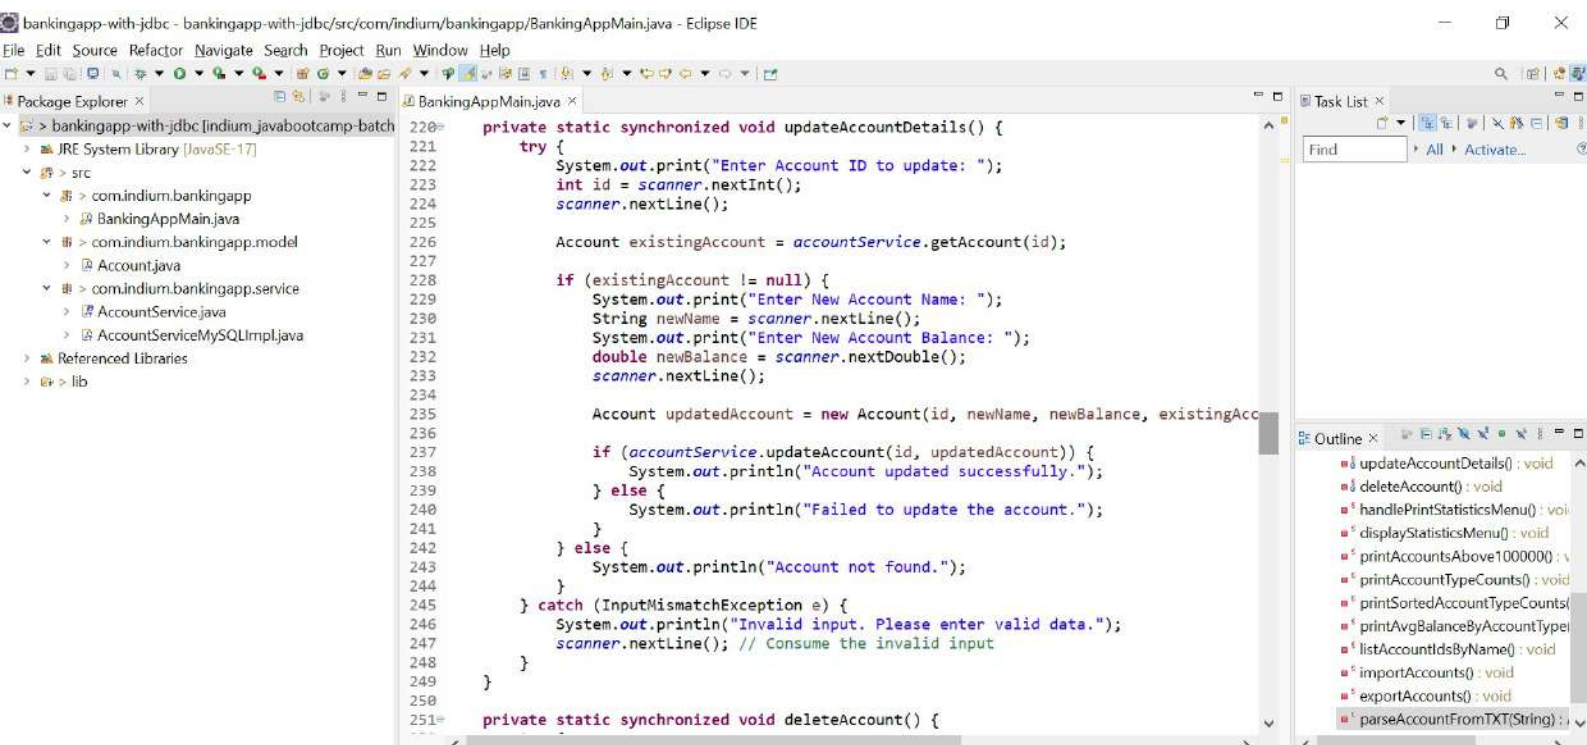 bankingapp-with-jdbc - bankingapp-with-jdbc/src/com/indium/bankingapp/BankingAppMain.java - Eclipse IDE
File Edit Source Refactor Navigate Search Project Run Window Help
Package Explorer ×
> bankingapp-with-jdbc [indium_javabootcamp-batch
JRE System Library [JavaSE-17]
> src
> com.indium.bankingapp
BankingAppMain.java
> com.indium.bankingapp.model
Account.java
> com.indium.bankingapp.service
AccountService.java
AccountServiceMySQLImpl.java
Referenced Libraries
> lib
BankingAppMain.java ×
220 private static synchronized void updateAccountDetails() {
221 try {
222 System.out.print("Enter Account ID to update: ");
223 int id = scanner.nextInt();
224 scanner.nextLine();
225
226 Account existingAccount = accountService.getAccount(id);
227
228 if (existingAccount != null) {
229 System.out.print("Enter New Account Name: ");
230 String newName = scanner.nextLine();
231 System.out.print("Enter New Account Balance: ");
232 double newBalance = scanner.nextDouble();
233 scanner.nextLine();
234
235 Account updatedAccount = new Account(id, newName, newBalance, existingAcc
236
237 if (accountService.updateAccount(id, updatedAccount)) {
238 System.out.println("Account updated successfully.");
239 } else {
240 System.out.println("Failed to update the account.");
241 }
242 } else {
243 System.out.println("Account not found.");
244 }
245 } catch (InputMismatchException e) {
246 System.out.println("Invalid input. Please enter valid data.");
247 scanner.nextLine(); // Consume the invalid input
248 }
249 }
250
251 private static synchronized void deleteAccount() {
Task List ×
Find All Activate...
Outline ×
updateAccountDetails() : void
deleteAccount() : void
handlePrintStatisticsMenu() : voi
displayStatisticsMenu() : void
printAccountsAbove100000() : v
printAccountTypeCounts() : void
printSortedAccountTypeCounts(
printAvgBalanceByAccountType(
listAccountIdsByName() : void
importAccounts() : void
exportAccounts() : void
parseAccountFromTXT(String) :